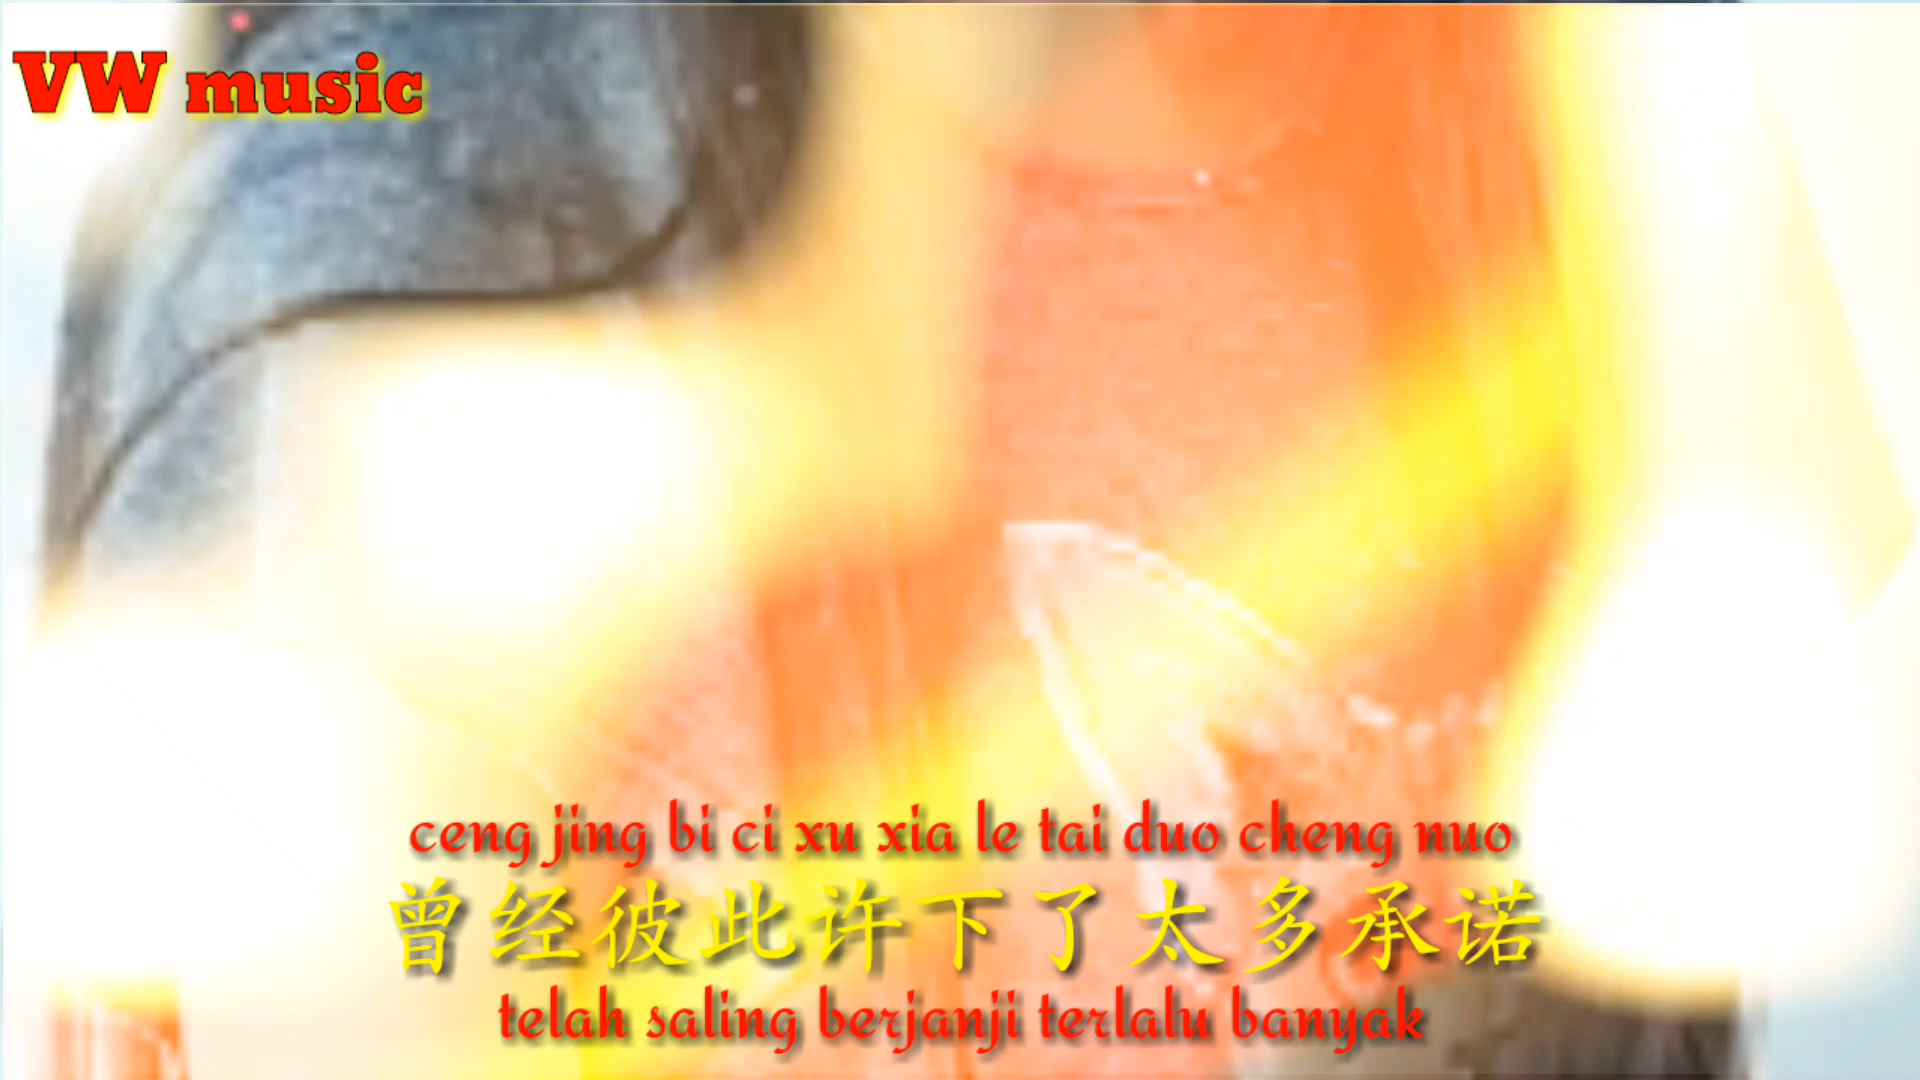 VW music
ceng jing bi ci xu xia le tai duo cheng nuo
曾经彼此许下了太多承诺
telah saling berjanji terlalu banyak